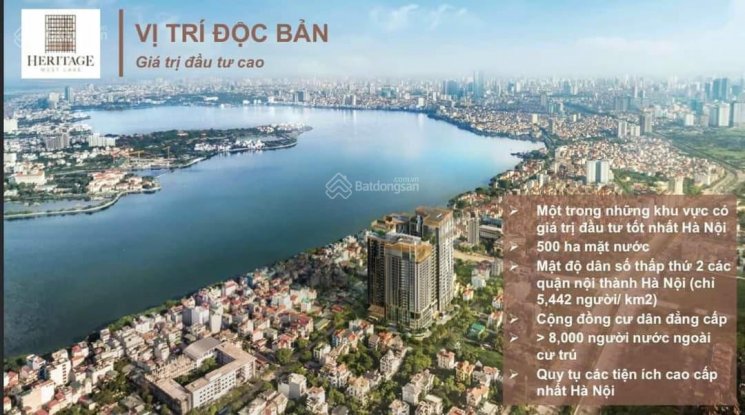 HERITAGE
WEST LAKE
VỊ TRÍ ĐỘC BẢN
Giá trị đầu tư cao
Batdongsan
.com.vn
➢ Một trong những khu vực có
giá trị đầu tư tốt nhất Hà Nội
➢ 500 ha mặt nước
➢ Mật độ dân số thấp thứ 2 các
quận nội thành Hà Nội (chỉ
5,442 người/ km2)
➢ Cộng đồng cư dân đẳng cấp
➢ > 8,000 người nước ngoài
cư trú
➢ Quy tụ các tiện ích cao cấp
nhất Hà Nội